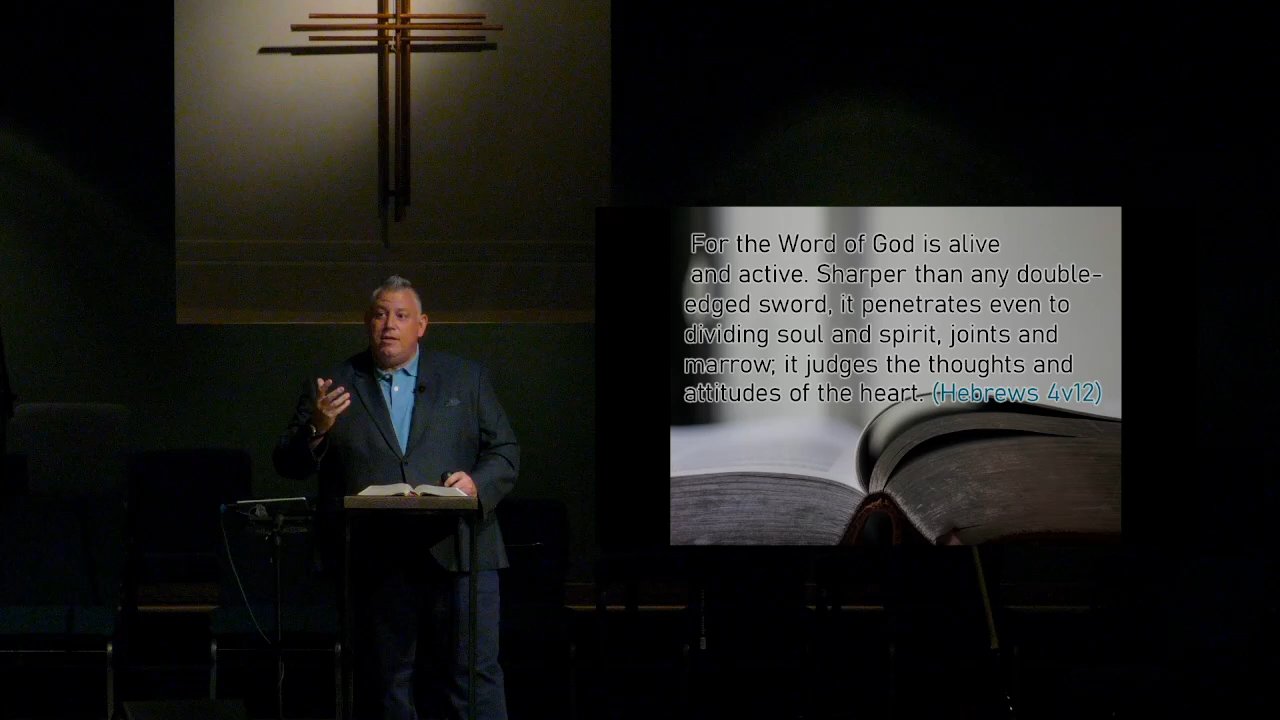 For the Word of God is alive
and active. Sharper than any double-
edged sword, it penetrates even to
dividing soul and spirit, joints and
marrow; it judges the thoughts and
attitudes of the heart. (Hebrews 4v12)